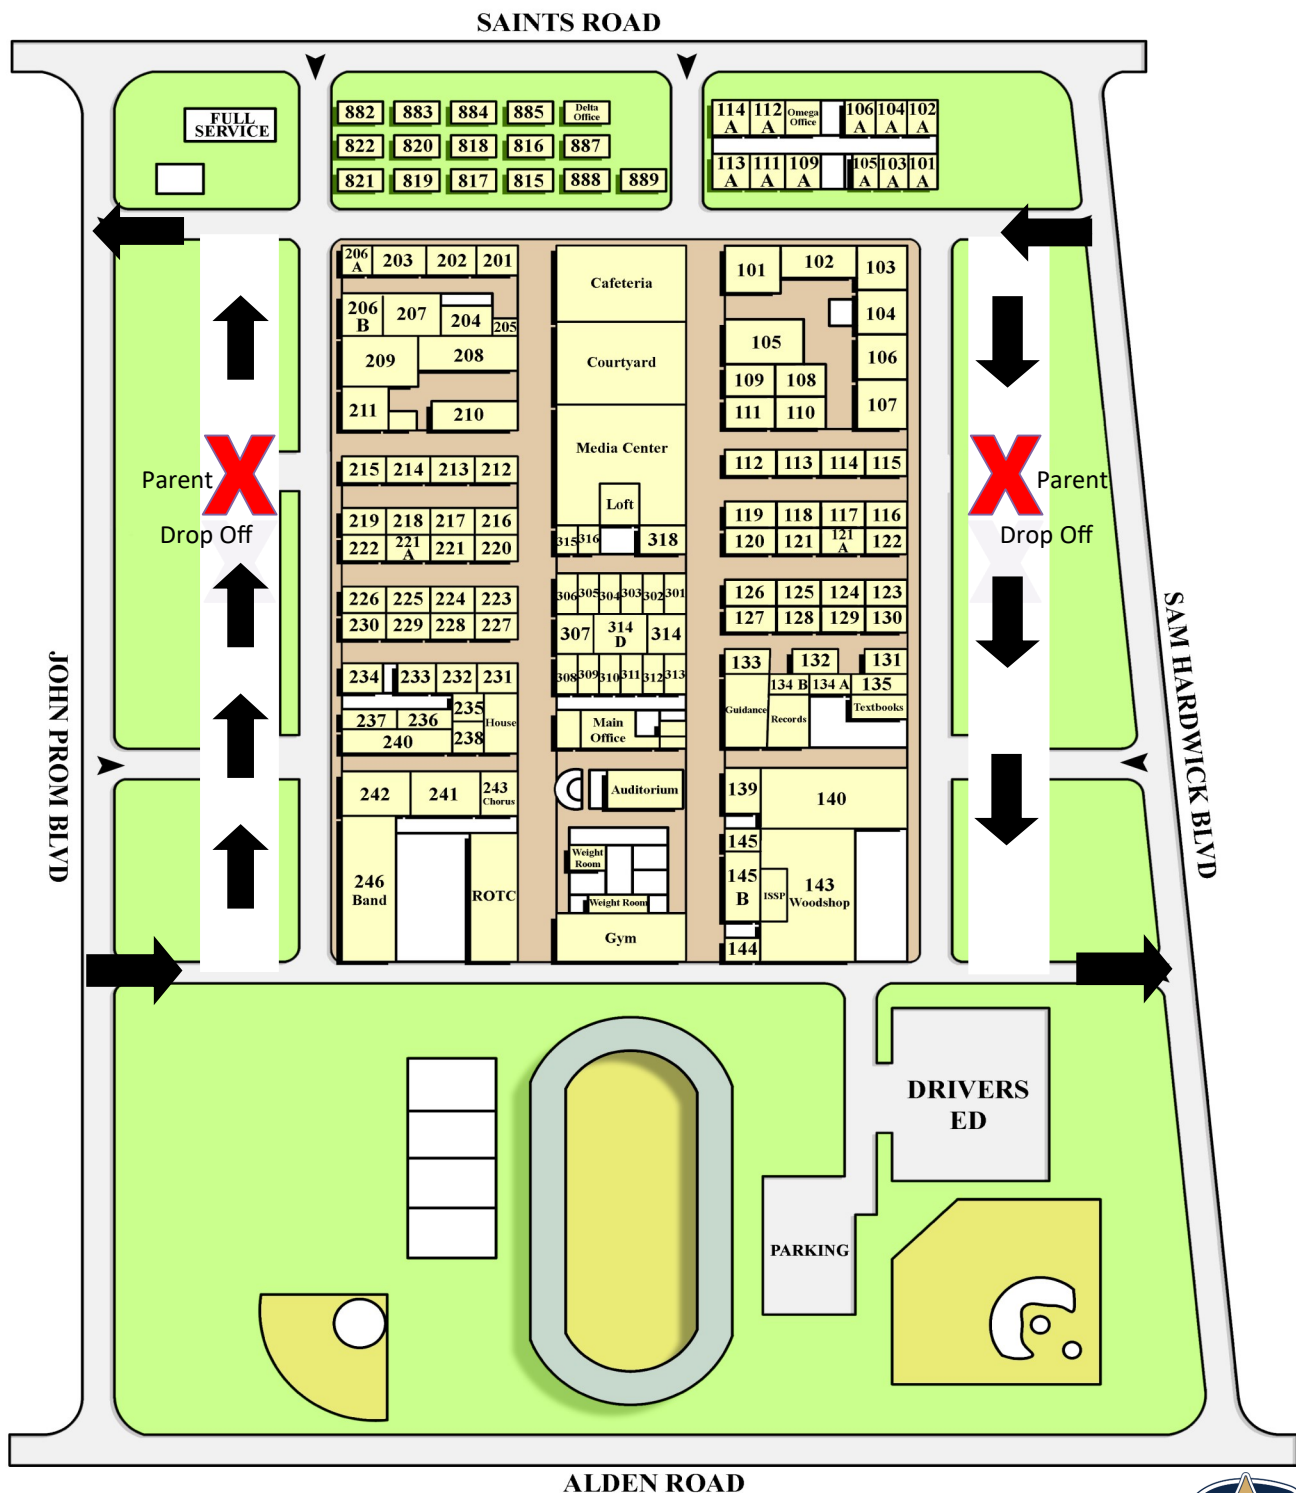 SAINTS ROAD
FULL
SERVICE
882 883 884 885 Delta
Office
822 820 818 816 887
821 819 817 815 888 889
114
A
112
A
Omega
Office
106
A
104
A
102
A
113
A
111
A
109
A
105
A
103
A
101
A
206
A
203 202 201
206
B
207 204 205
209 208
211 210
215 214 213 212
219 218 217 216
222 221
A
221 220
226 225 224 223
230 229 228 227
234 233 232 231
235 House
237 236
240 238
242 241 243
Chorus
246
Band
ROTC
Cafeteria
Courtyard
Media Center
Loft
315 316 318
306 305 304 303 302 301
307 314
D
314
308 309 310 311 312 313
Main
Office
Auditorium
Weight
Room
Weight Room
Gym
101 102 103
104
105 106
109 108
107
111 110
112 113 114 115
119 118 117 116
120 121 121
A
122
126 125 124 123
127 128 129 130
133 132 131
134 B 134 A 135
Guidance Records Textbooks
139 140
145
145
B
ISSP 143
Woodshop
144
Parent
Drop Off
Parent
Drop Off
JOHN PROM BLVD
SAM HARDWICK BLVD
DRIVERS
ED
PARKING
ALDEN ROAD